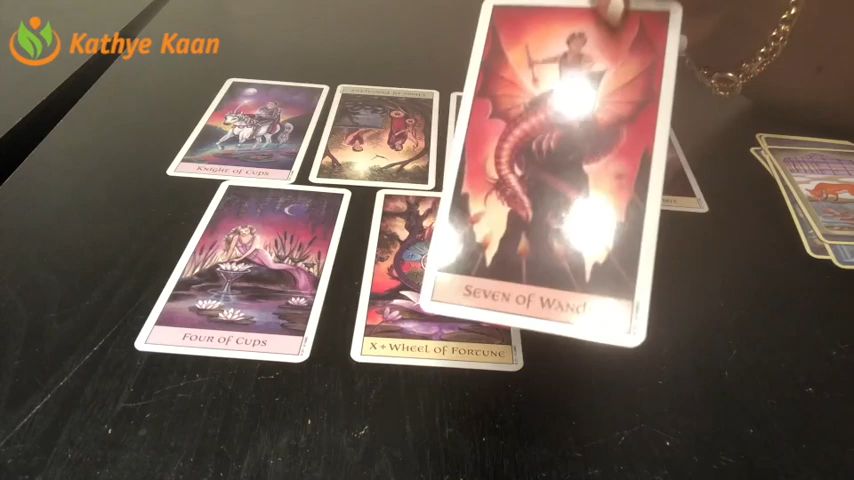 Kathye Kaan
Knight of Cups
Four of Cups
X + Wheel of Fortune
Seven of Wand